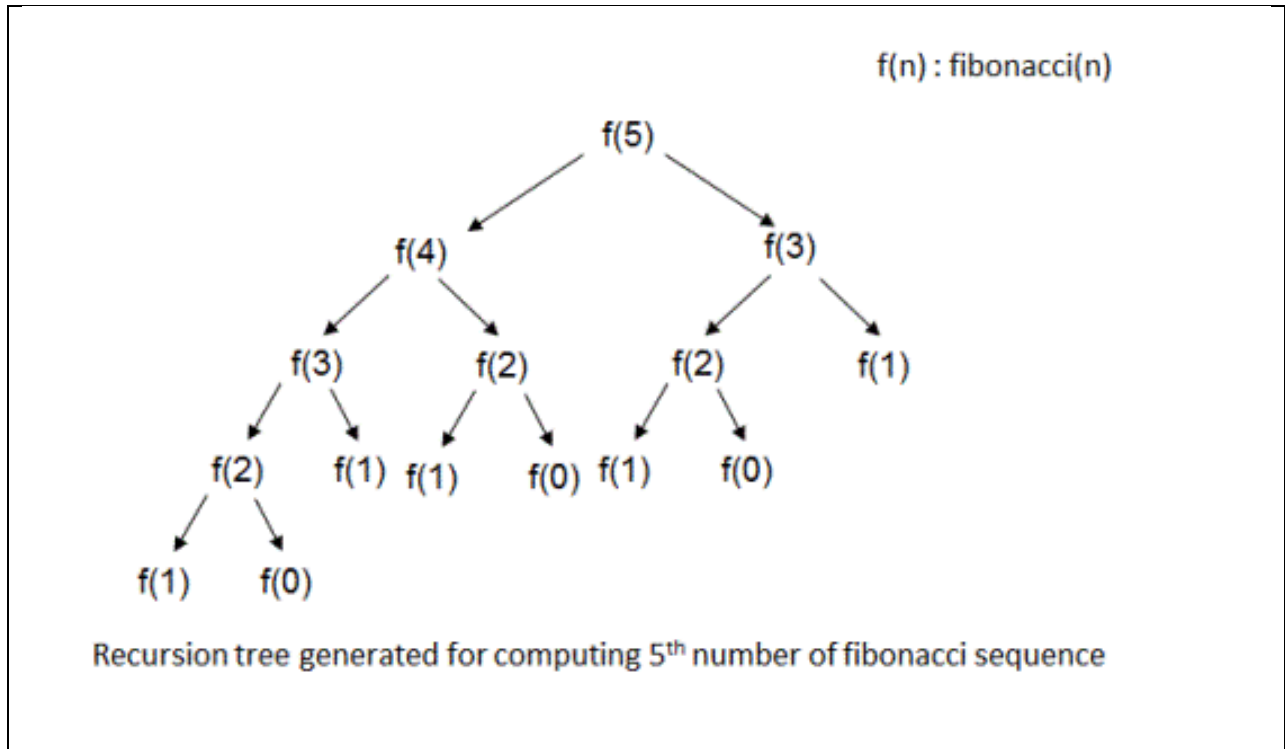 f(n) : fibonacci(n)
f(5)
f(4) f(3)
f(3) f(2) f(2) f(1)
f(2) f(1) f(1) f(0) f(1) f(0)
f(1) f(0)
Recursion tree generated for computing 5th number of fibonacci sequence